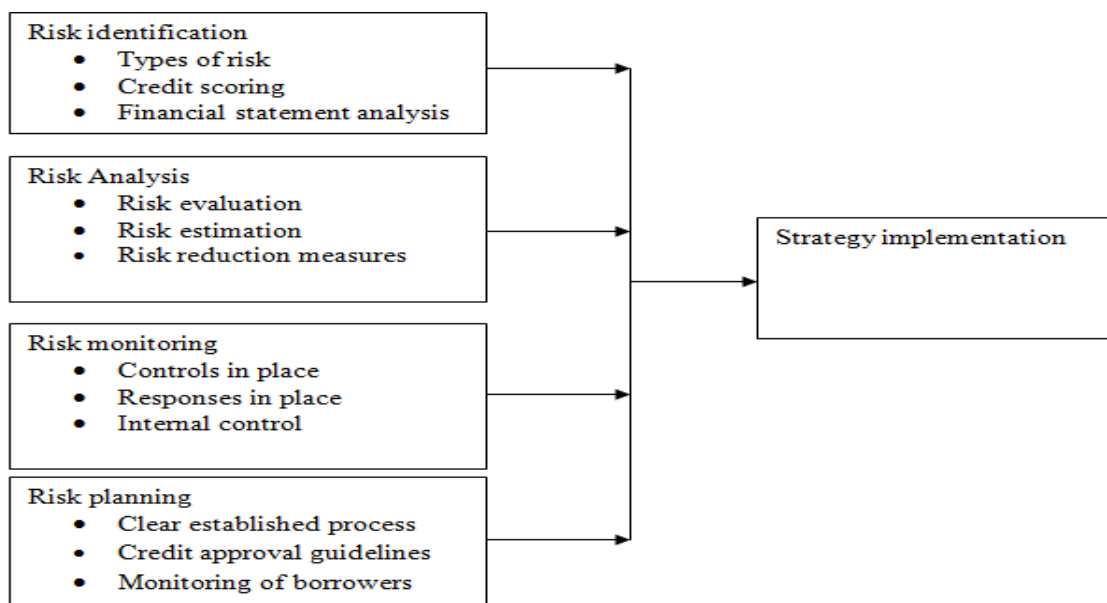 Risk identification
• Types of risk
• Credit scoring
• Financial statement analysis
Risk Analysis
• Risk evaluation
• Risk estimation
• Risk reduction measures
Strategy implementation
Risk monitoring
• Controls in place
• Responses in place
• Internal control
Risk planning
• Clear established process
• Credit approval guidelines
• Monitoring of borrowers